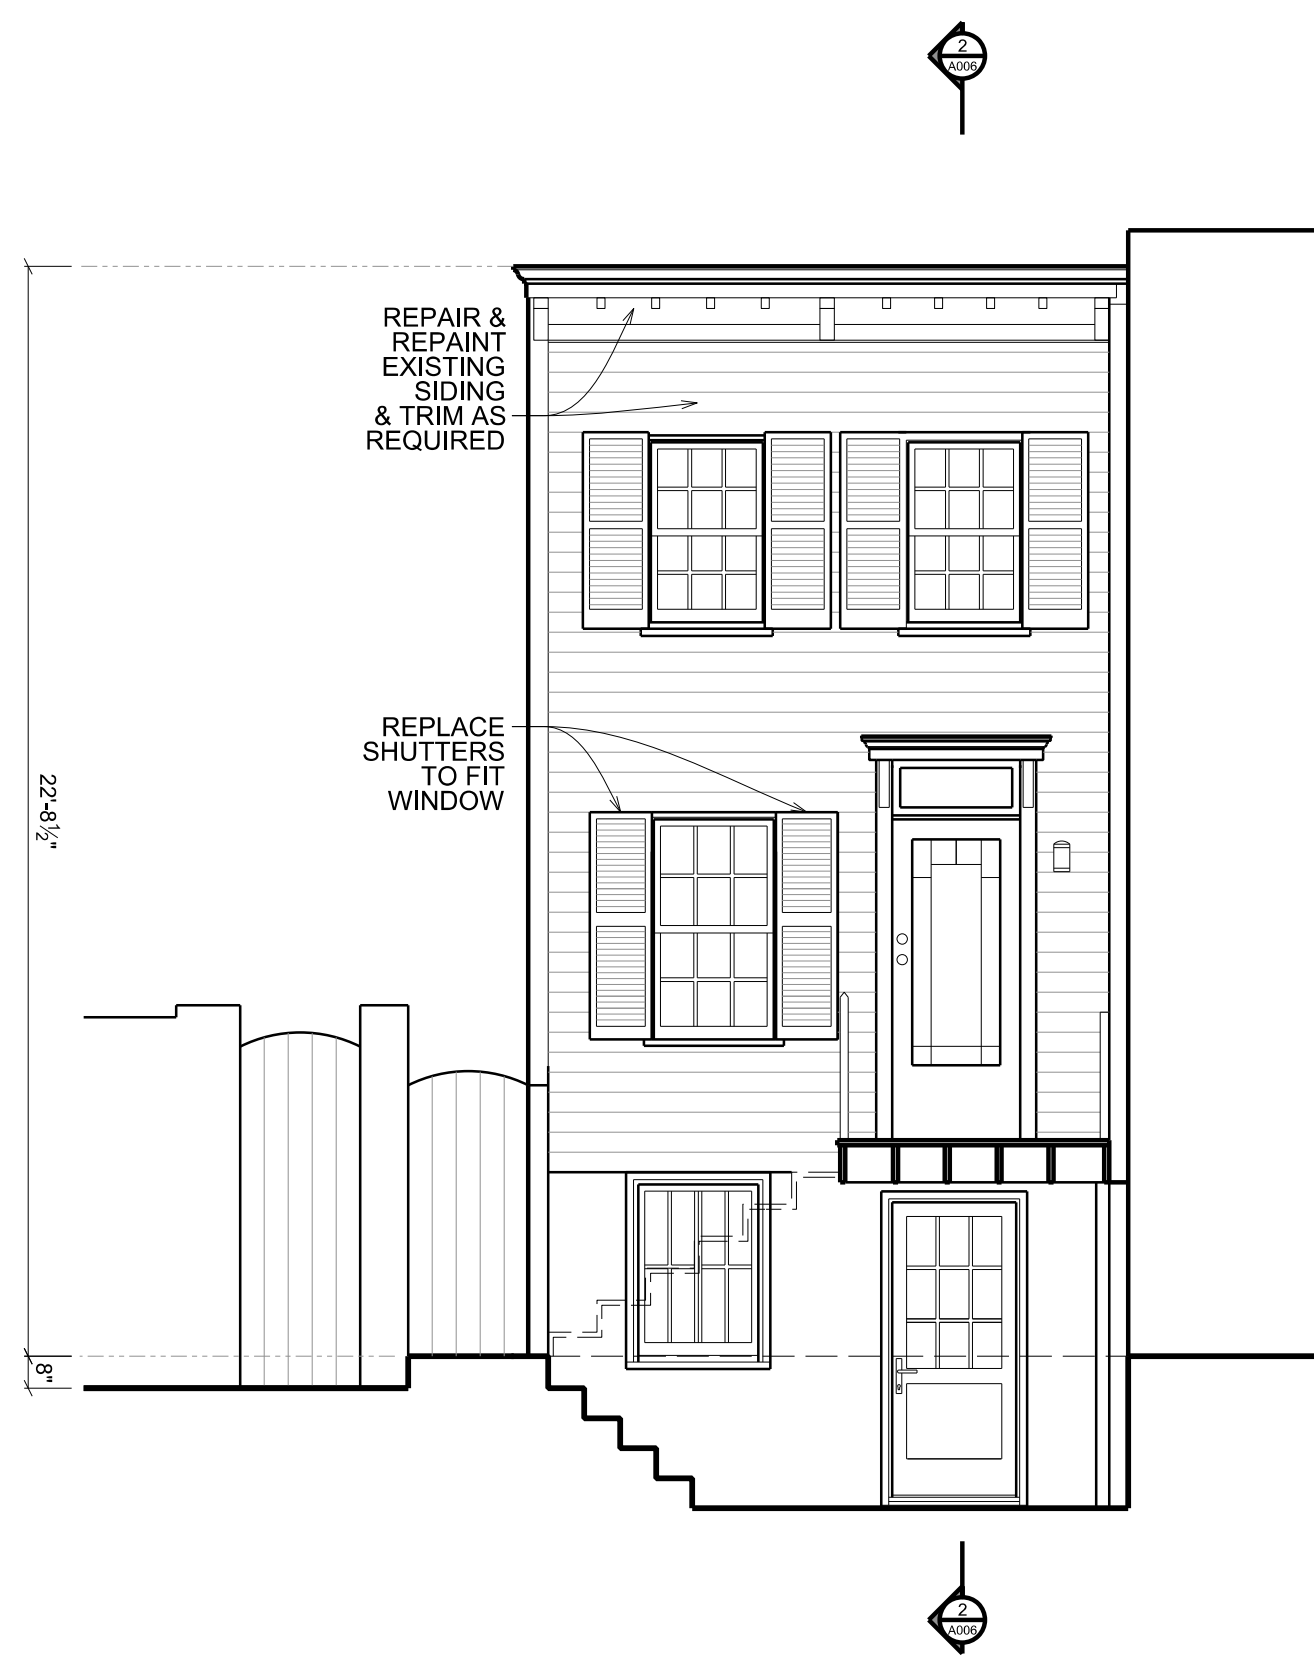 2
A006
REPAIR &
REPAINT
EXISTING
SIDING
& TRIM AS
REQUIRED
REPLACE
SHUTTERS
TO FIT
WINDOW
22'-8½"
8"
2
A006